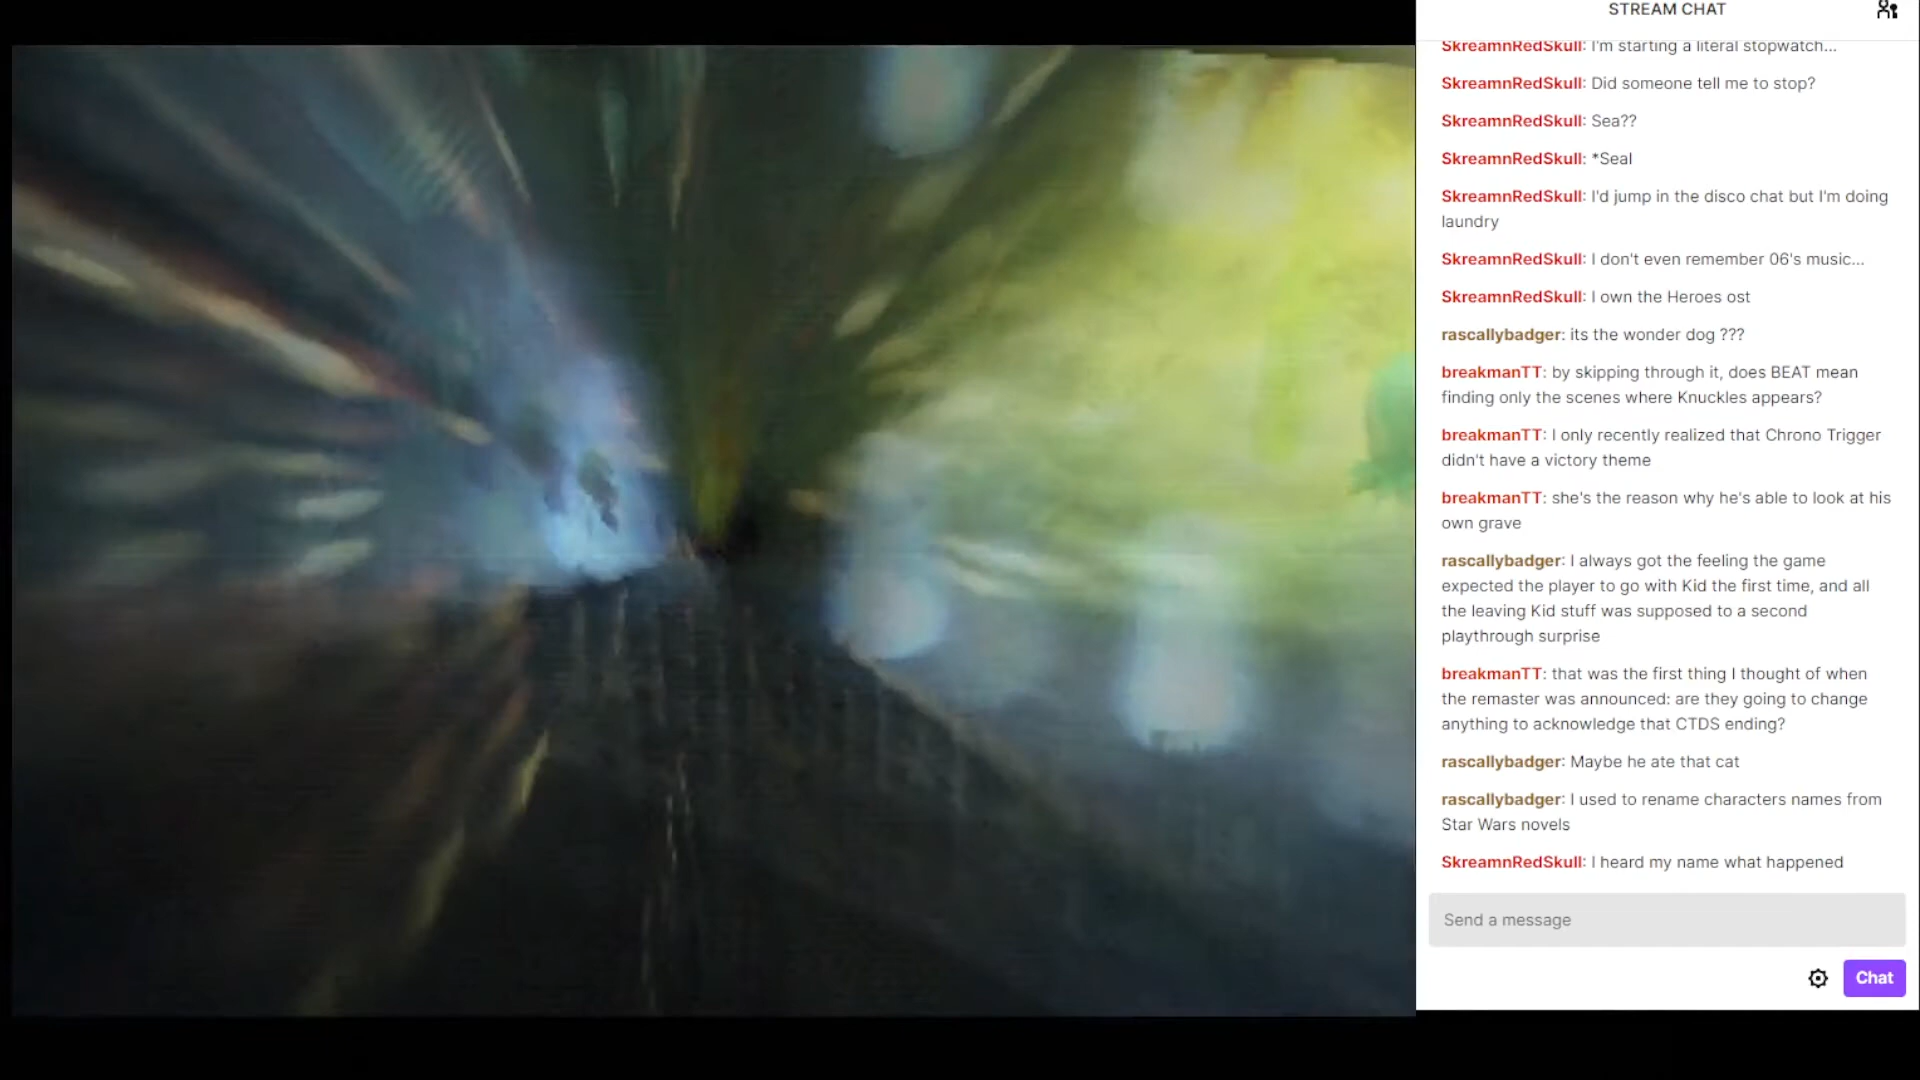 STREAM CHAT
SkreamnRedSkull: I'm starting a literal stopwatch...
SkreamnRedSkull: Did someone tell me to stop?
SkreamnRedSkull: Sea??
SkreamnRedSkull: *Seal
SkreamnRedSkull: I'd jump in the disco chat but I'm doing
laundry
SkreamnRedSkull: I don't even remember 06's music...
SkreamnRedSkull: I own the Heroes ost
rascallybadger: its the wonder dog ???
breakmanTT: by skipping through it, does BEAT mean
finding only the scenes where Knuckles appears?
breakmanTT: I only recently realized that Chrono Trigger
didn't have a victory theme
breakmanTT: she's the reason why he's able to look at his
own grave
rascallybadger: I always got the feeling the game
expected the player to go with Kid the first time, and all
the leaving Kid stuff was supposed to a second
playthrough surprise
breakmanTT: that was the first thing I thought of when
the remaster was announced: are they going to change
anything to acknowledge that CTDS ending?
rascallybadger: Maybe he ate that cat
rascallybadger: I used to rename characters names from
Star Wars novels
SkreamnRedSkull: I heard my name what happened
Send a message
Chat